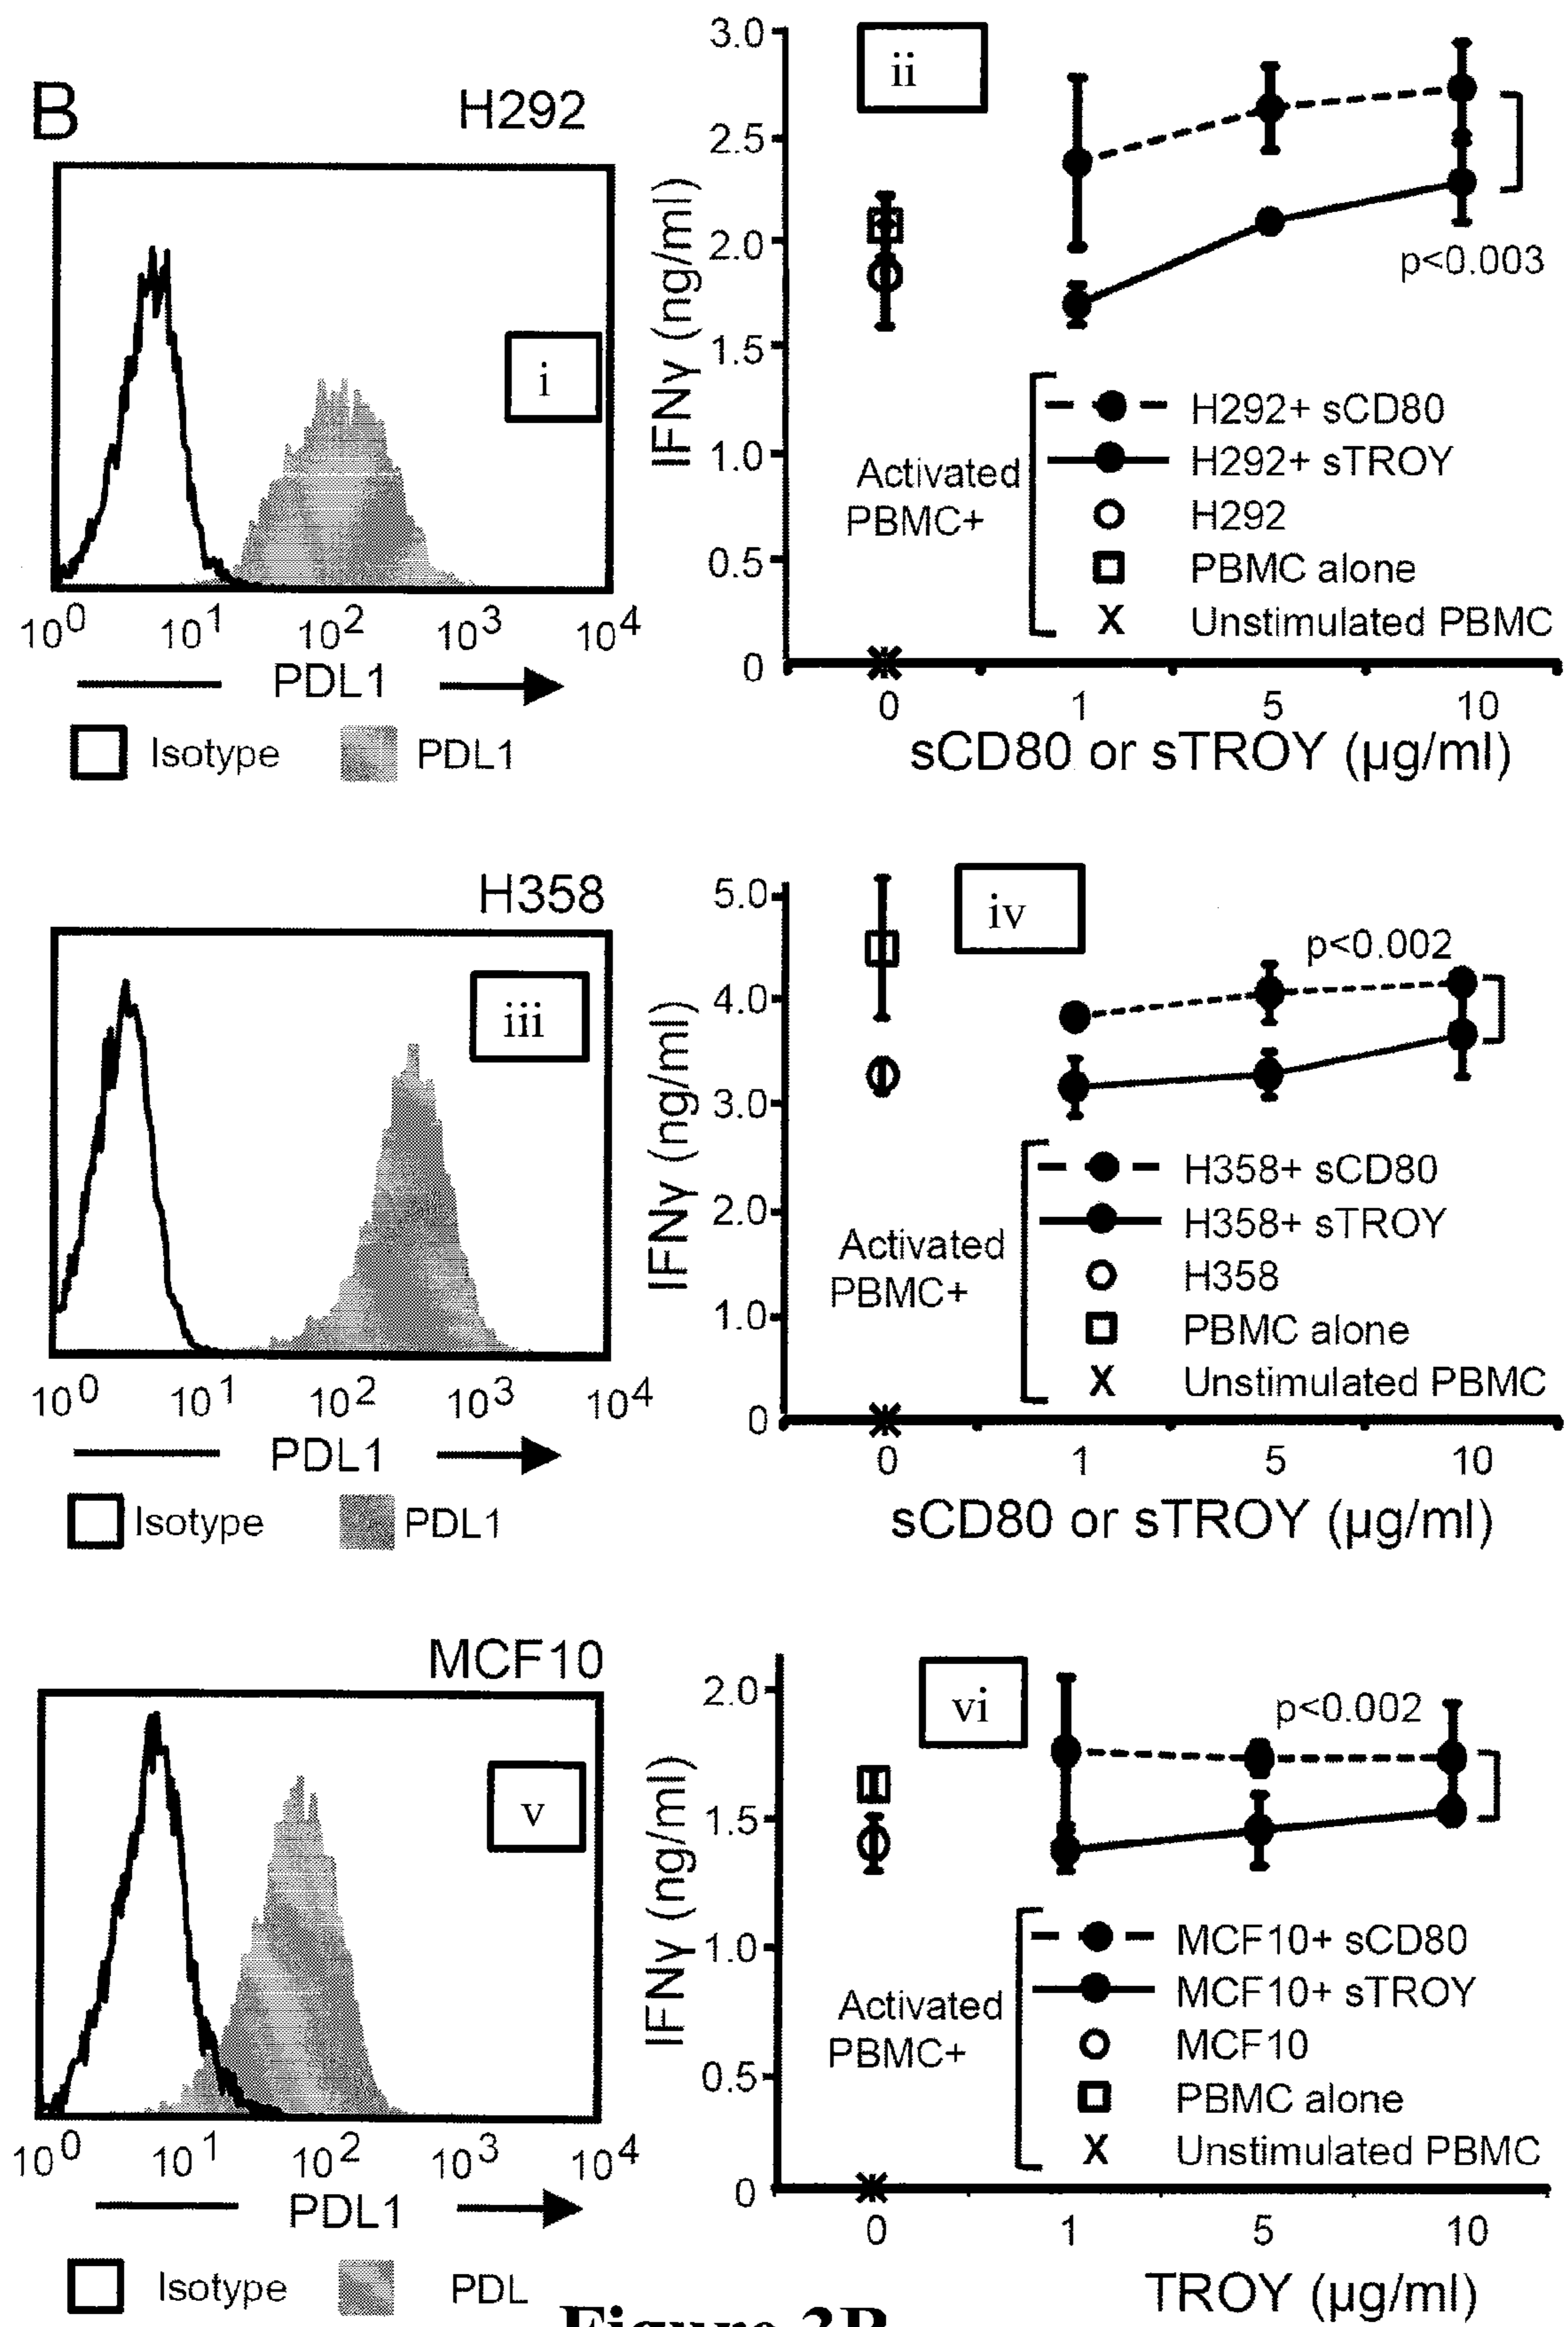 B
H292
i
10^0 10^1 10^2 10^3 10^4
PDL1
Isotype PDL1
ii
3.0
2.5
2.0
1.5
1.0
0.5
0
IFNγ (ng/ml)
p<0.003
Activated
PBMC+
H292+ sCD80
H292+ sTROY
H292
PBMC alone
X Unstimulated PBMC
0 1 5 10
sCD80 or sTROY (µg/ml)
H358
iii
10^0 10^1 10^2 10^3 10^4
PDL1
Isotype PDL1
iv
5.0
4.0
3.0
2.0
1.0
0
IFNγ (ng/ml)
p<0.002
Activated
PBMC+
H358+ sCD80
H358+ sTROY
H358
PBMC alone
X Unstimulated PBMC
0 1 5 10
sCD80 or sTROY (µg/ml)
MCF10
v
10^0 10^1 10^2 10^3 10^4
PDL1
Isotype PDL
vi
2.0
1.5
1.0
0.5
0
IFNγ (ng/ml)
p<0.002
Activated
PBMC+
MCF10+ sCD80
MCF10+ sTROY
MCF10
PBMC alone
X Unstimulated PBMC
0 1 5 10
TROY (µg/ml)